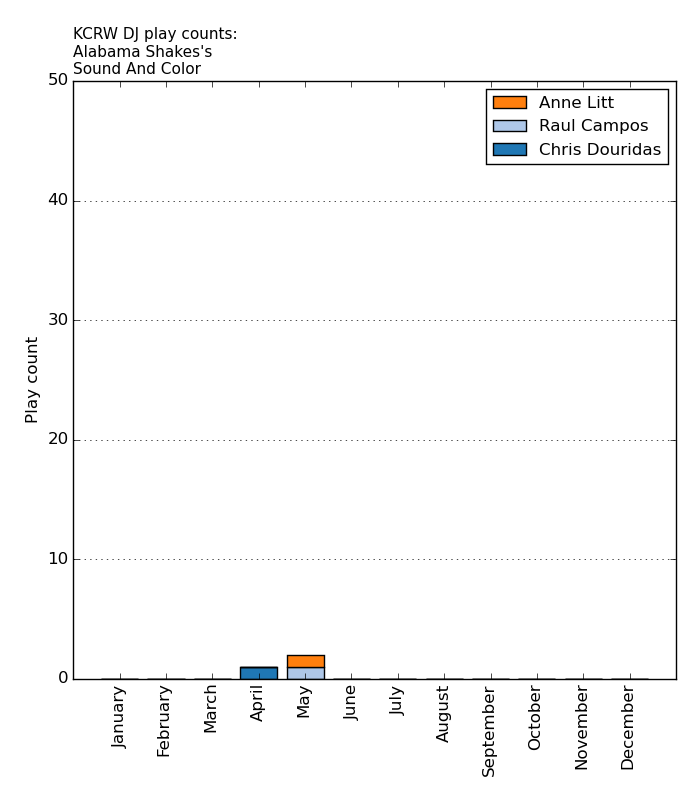 KCRW DJ play counts:
Alabama Shakes's
Sound And Color
Anne Litt
Raul Campos
Chris Douridas
Play count
50
40
30
20
10
0
January
February
March
April
May
June
July
August
September
October
November
December